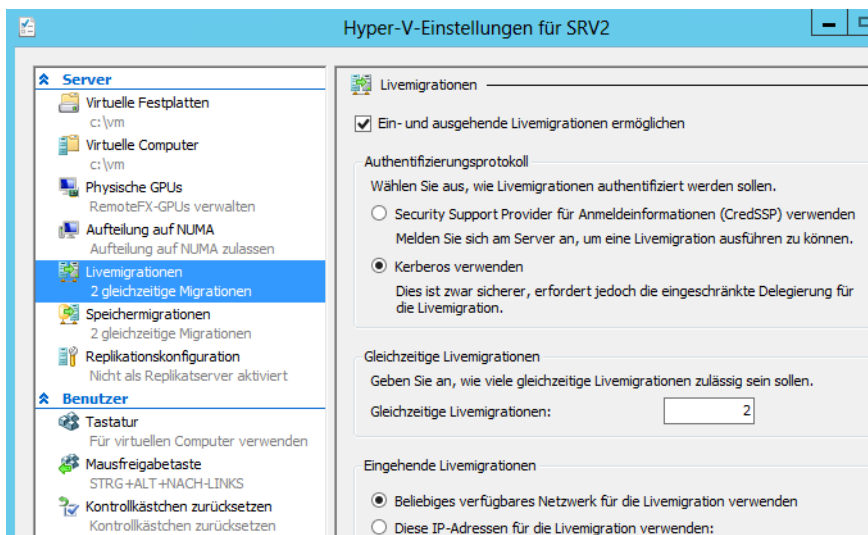 Hyper-V-Einstellungen für SRV2
Server
Virtuelle Festplatten
c:\vm
Virtuelle Computer
c:\vm
Physische GPUs
RemoteFX-GPUs verwalten
Aufteilung auf NUMA
Aufteilung auf NUMA zulassen
Livemigrationen
2 gleichzeitige Migrationen
Speichermigrationen
2 gleichzeitige Migrationen
Replikationskonfiguration
Nicht als Replikatserver aktiviert
Benutzer
Tastatur
Für virtuellen Computer verwenden
Mausfreigabetaste
STRG+ALT+NACH-LINKS
Kontrollkästchen zurücksetzen
Kontrollkästchen zurücksetzen
Livemigrationen
Ein- und ausgehende Livemigrationen ermöglichen
Authentifizierungsprotokoll
Wählen Sie aus, wie Livemigrationen authentifiziert werden sollen.
Security Support Provider für Anmeldeinformationen (CredSSP) verwenden
Melden Sie sich am Server an, um eine Livemigration ausführen zu können.
Kerberos verwenden
Dies ist zwar sicherer, erfordert jedoch die eingeschränkte Delegierung für
die Livemigration.
Gleichzeitige Livemigrationen
Geben Sie an, wie viele gleichzeitige Livemigrationen zulässig sein sollen.
Gleichzeitige Livemigrationen: 2
Eingehende Livemigrationen
Beliebiges verfügbares Netzwerk für die Livemigration verwenden
Diese IP-Adressen für die Livemigration verwenden: